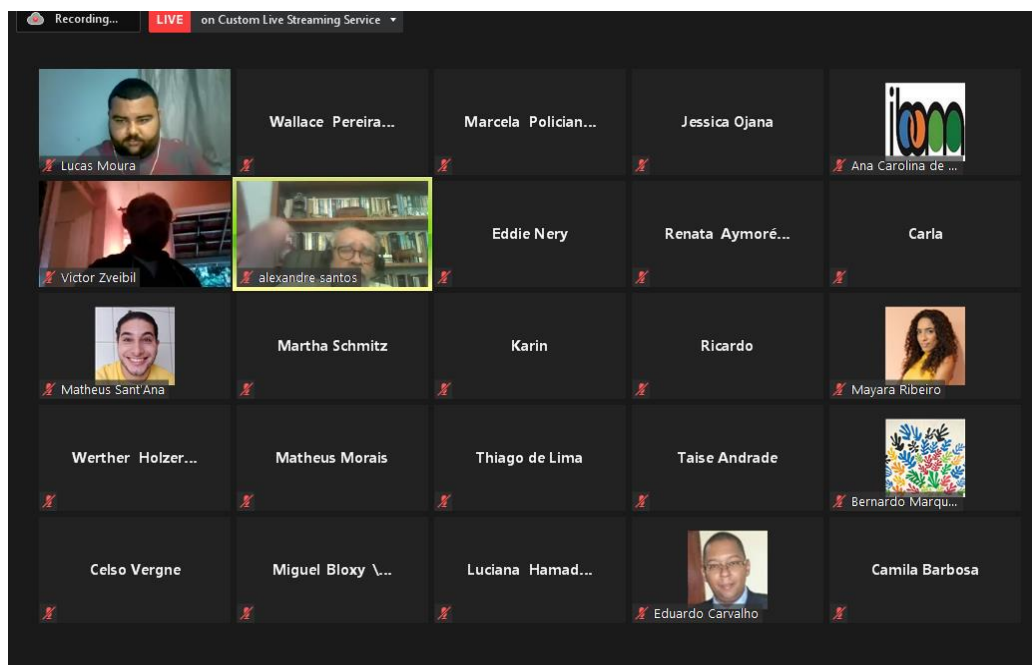 Recording...
LIVE on Custom Live Streaming Service
Lucas Moura
Wallace Pereira...
Marcela Polician...
Jessica Ojana
ibam
Ana Carolina de ...
Victor Zveibil
alexandre santos
Eddie Nery
Renata Aymoré...
Carla
Matheus Sant'Ana
Martha Schmitz
Karin
Ricardo
Mayara Ribeiro
Werther Holzer...
Matheus Morais
Thiago de Lima
Taise Andrade
Bernardo Marqu...
Celso Vergne
Miguel Bloxy \...
Luciana Hamad...
Eduardo Carvalho
Camila Barbosa